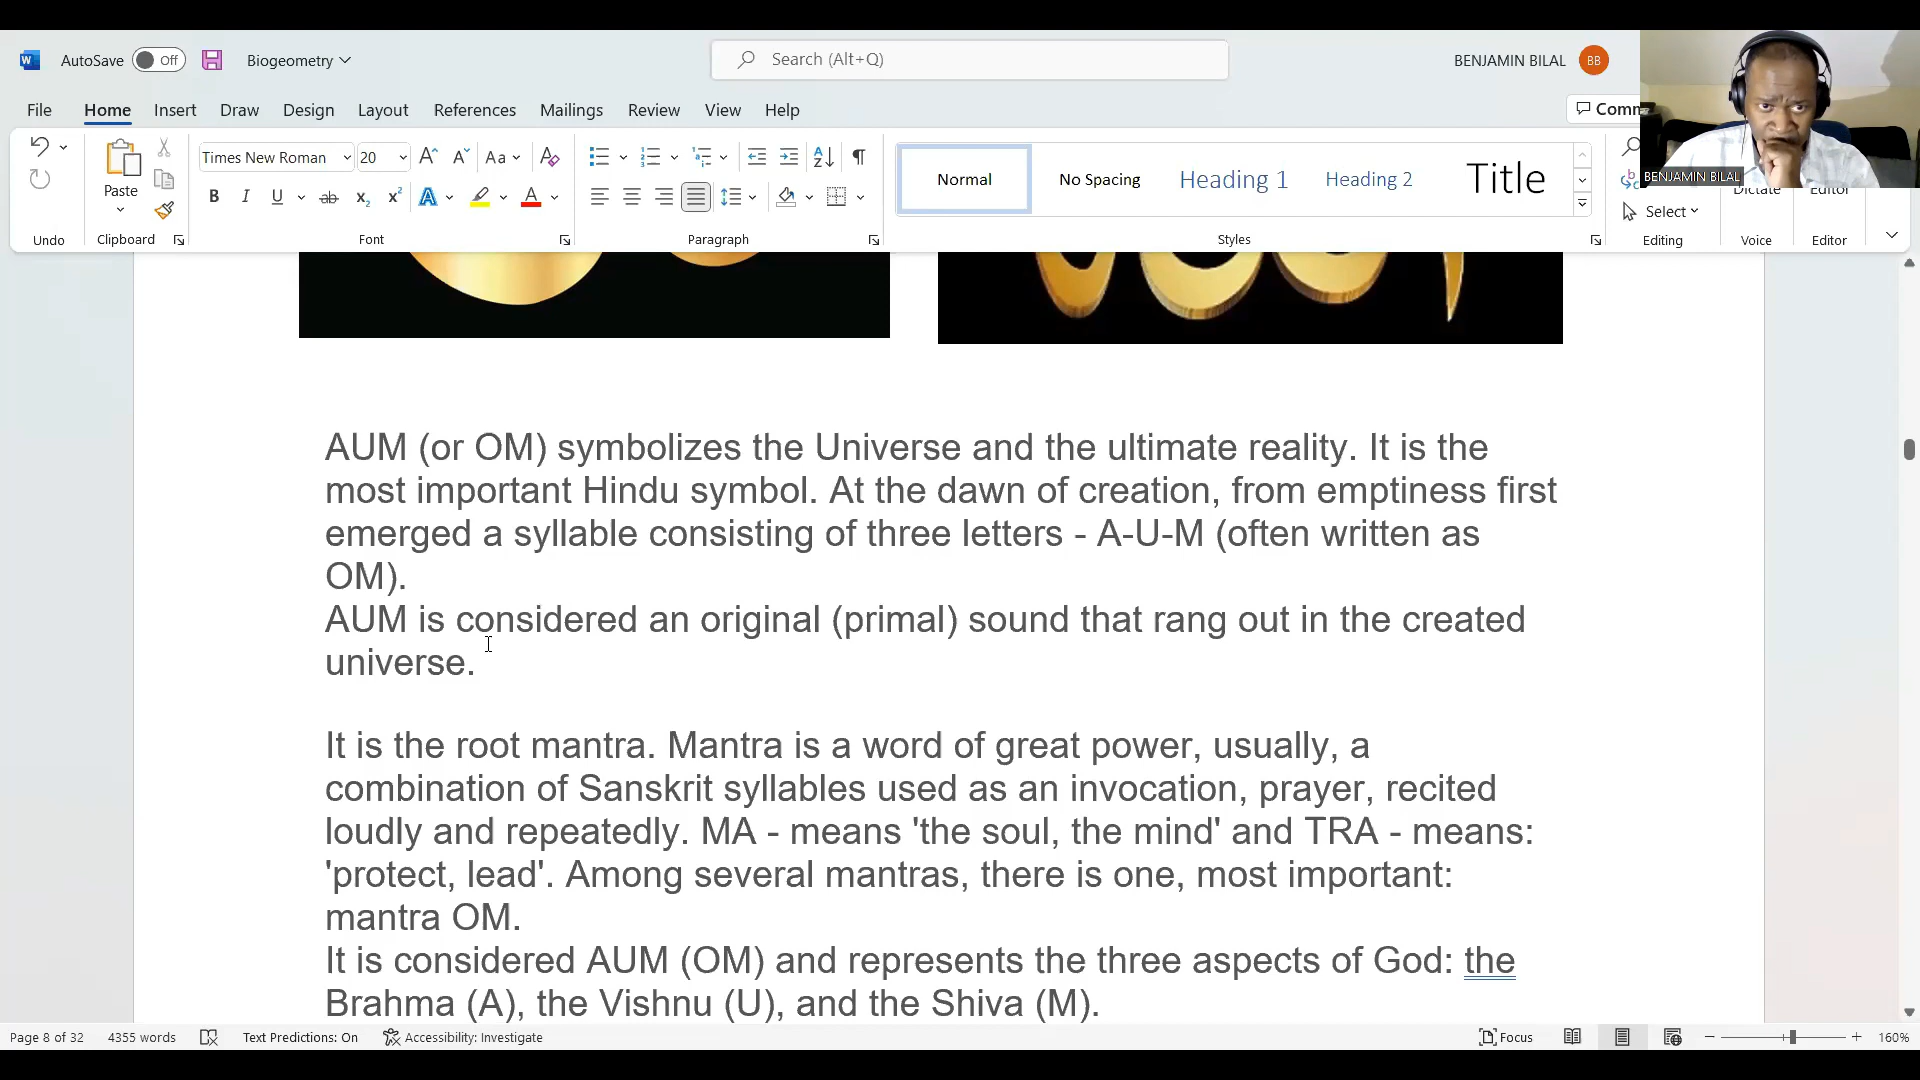 AutoSave Off Biogeometry Search (Alt+Q) BENJAMIN BILAL BB
File Home Insert Draw Design Layout References Mailings Review View Help
Times New Roman 20 Aa
Normal No Spacing Heading 1 Heading 2 Title
BENJAMIN BILAL
Paste
Dictate Editor
B I U ab x₂ x² A A
Select
Undo Clipboard Font Paragraph Styles Editing Voice Editor
AUM (or OM) symbolizes the Universe and the ultimate reality. It is the
most important Hindu symbol. At the dawn of creation, from emptiness first
emerged a syllable consisting of three letters - A-U-M (often written as
OM).
AUM is considered an original (primal) sound that rang out in the created
universe.
It is the root mantra. Mantra is a word of great power, usually, a
combination of Sanskrit syllables used as an invocation, prayer, recited
loudly and repeatedly. MA - means 'the soul, the mind' and TRA - means:
'protect, lead'. Among several mantras, there is one, most important:
mantra OM.
It is considered AUM (OM) and represents the three aspects of God: the
Brahma (A), the Vishnu (U), and the Shiva (M).
Page 8 of 32 4355 words Text Predictions: On Accessibility: Investigate Focus 160%